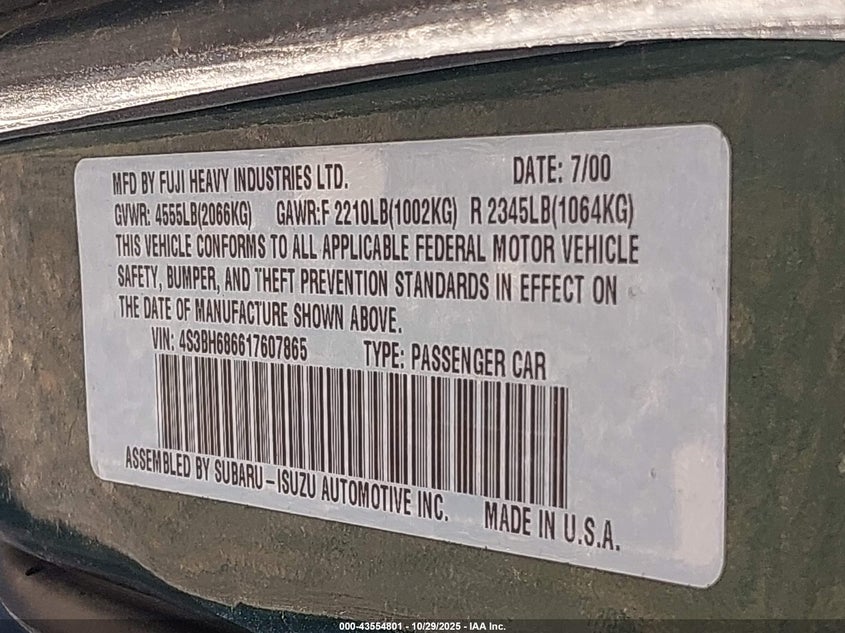 MFD BY FUJI HEAVY INDUSTRIES LTD. DATE: 7/00
GVWR: 4555LB(2066KG) GAWR:F 2210LB(1002KG) R 2345LB(1064KG)
THIS VEHICLE CONFORMS TO ALL APPLICABLE FEDERAL MOTOR VEHICLE
SAFETY, BUMPER, AND THEFT PREVENTION STANDARDS IN EFFECT ON
THE DATE OF MANUFACTURE SHOWN ABOVE.
VIN: 4S3BH686617607865 TYPE: PASSENGER CAR
ASSEMBLED BY SUBARU-ISUZU AUTOMOTIVE INC. MADE IN U.S.A.
000-43554801 - 10/29/2025 - IAA Inc.